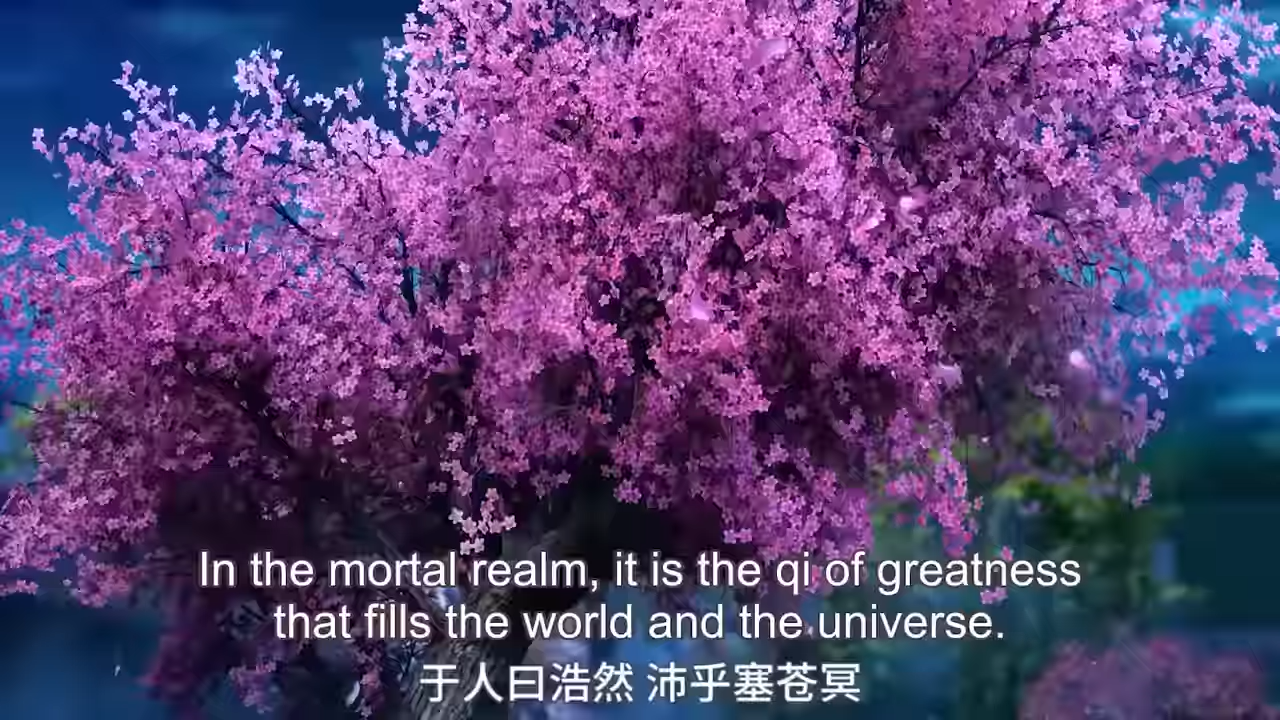 In the mortal realm, it is the qi of greatness
that fills the world and the universe.
于人曰浩然 沛乎塞苍冥